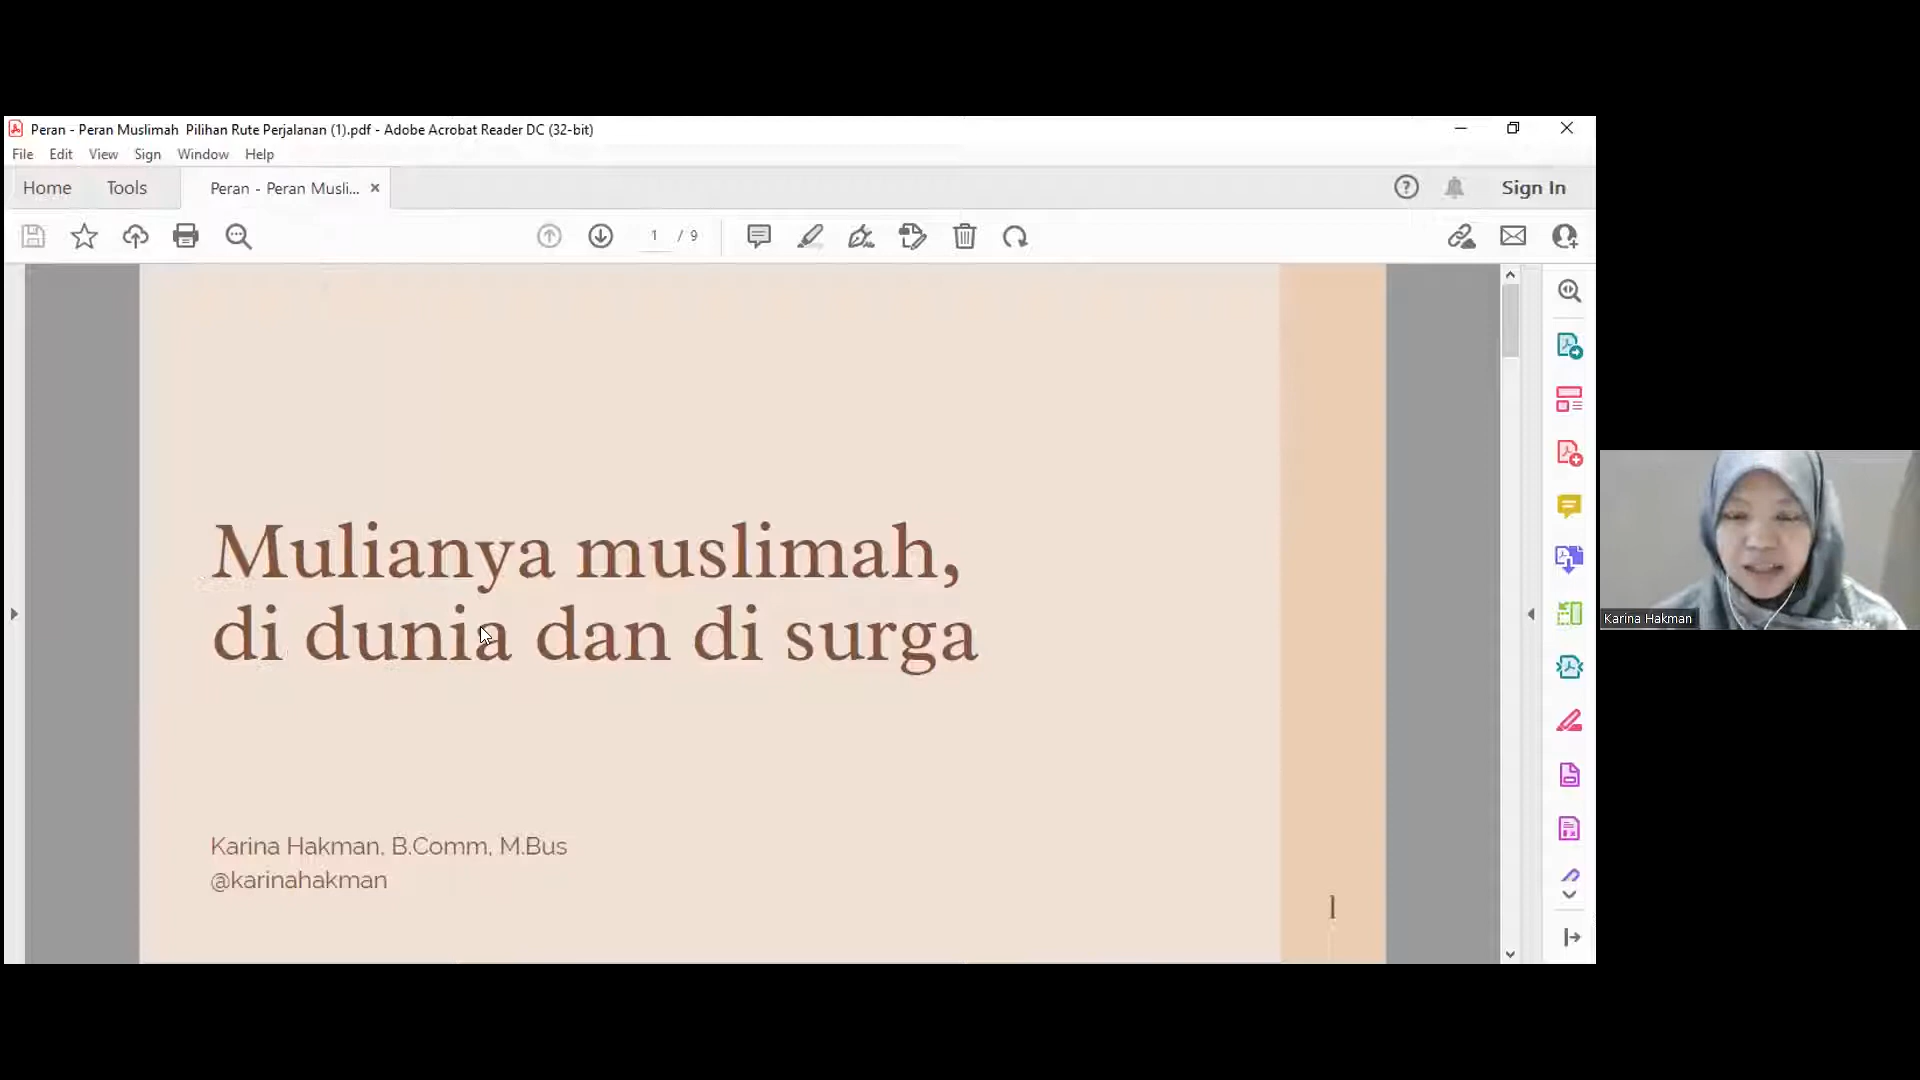 Peran - Peran Muslimah  Pilihan Rute Perjalanan (1).pdf - Adobe Acrobat Reader DC (32-bit)
File Edit View Sign Window Help
Home Tools Peran - Peran Musli... × Sign In
1 / 9
Mulianya muslimah,
di dunia dan di surga
Karina Hakman, B.Comm, M.Bus
@karinahakman
1
Karina Hakman